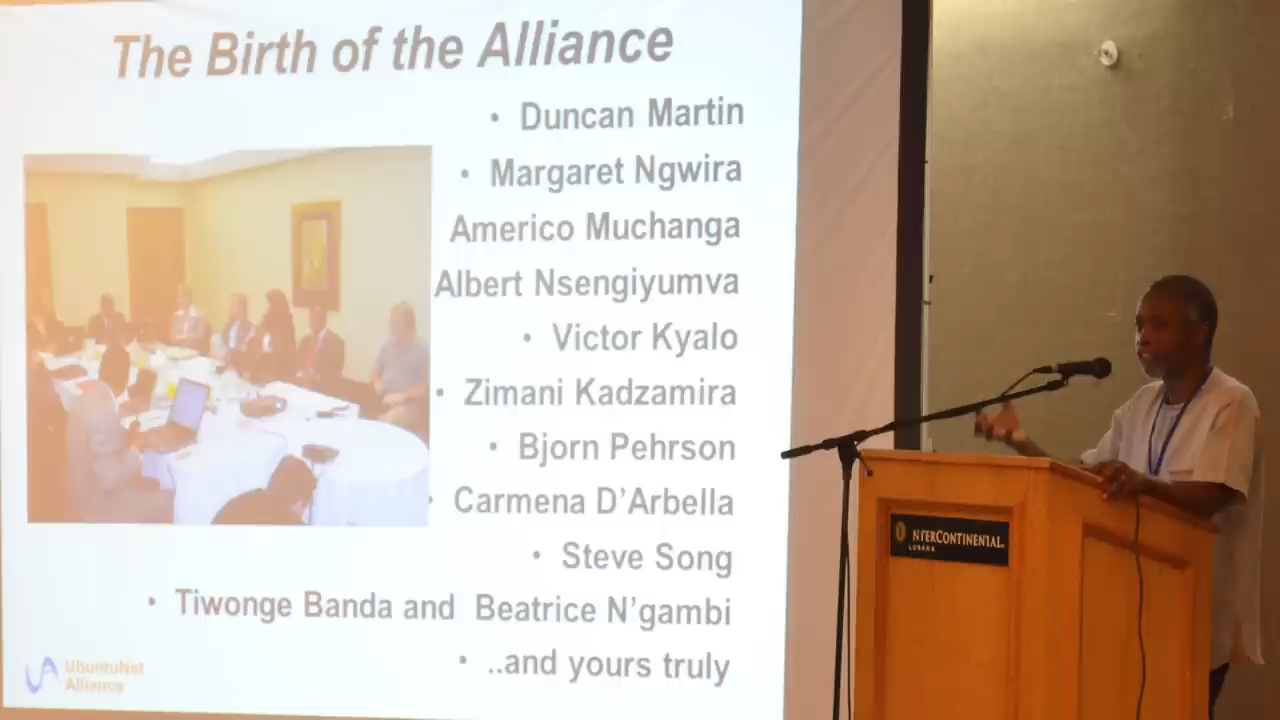 The Birth of the Alliance
• Duncan Martin
• Margaret Ngwira
Americo Muchanga
Albert Nsengiyumva
• Victor Kyalo
• Zimani Kadzamira
• Bjorn Pehrson
• Carmena D'Arbella
• Steve Song
• Tiwonge Banda and Beatrice N'gambi
• ..and yours truly
UbuntuNet
Alliance
INTERCONTINENTAL
LUSAKA